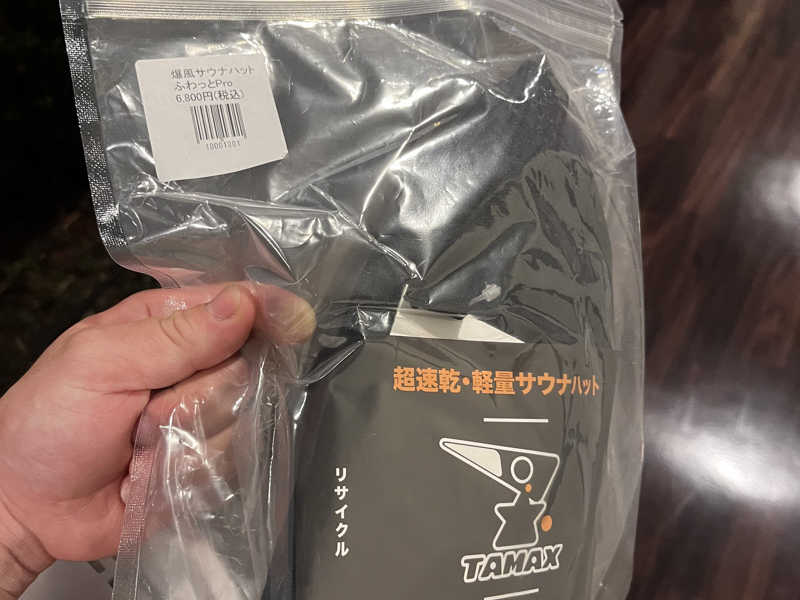 爆風サウナハット
ふわっとPro
6,800円(税込)
10001001
超速乾・軽量サウナハット
リサイクル
TAMAX